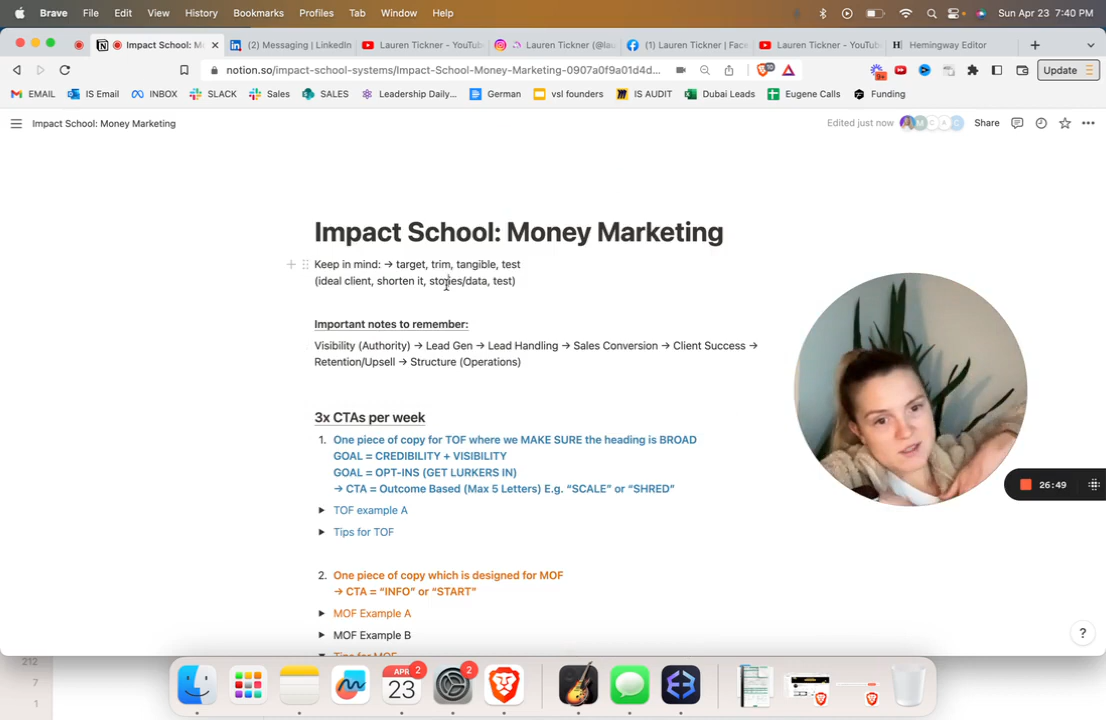 Brave File Edit View History Bookmarks Profiles Tab Window Help Sun Apr 23 7:40 PM
Impact School: M (2) Messaging | LinkedIn Lauren Tickner - YouTu Lauren Tickner (@lau (1) Lauren Tickner | Face Lauren Tickner - YouTub Hemingway Editor
notion.so/impact-school-systems/Impact-School-Money-Marketing-0907a0f9a01d4d... Update
EMAIL IS Email INBOX SLACK Sales SALES Leadership Daily... German vsl founders IS AUDIT Dubai Leads Eugene Calls Funding
Impact School: Money Marketing Edited just now Share
Impact School: Money Marketing
Keep in mind: → target, trim, tangible, test
(ideal client, shorten it, stories/data, test)
Important notes to remember:
Visibility (Authority) → Lead Gen → Lead Handling → Sales Conversion → Client Success →
Retention/Upsell → Structure (Operations)
3x CTAs per week
1. One piece of copy for TOF where we MAKE SURE the heading is BROAD
GOAL = CREDIBILITY + VISIBILITY
GOAL = OPT-INS (GET LURKERS IN)
→ CTA = Outcome Based (Max 5 Letters) E.g. “SCALE” or “SHRED”
TOF example A
Tips for TOF
2. One piece of copy which is designed for MOF
→ CTA = “INFO” or “START”
MOF Example A
MOF Example B
26:49
?
212
7
1
APR 2
23
2